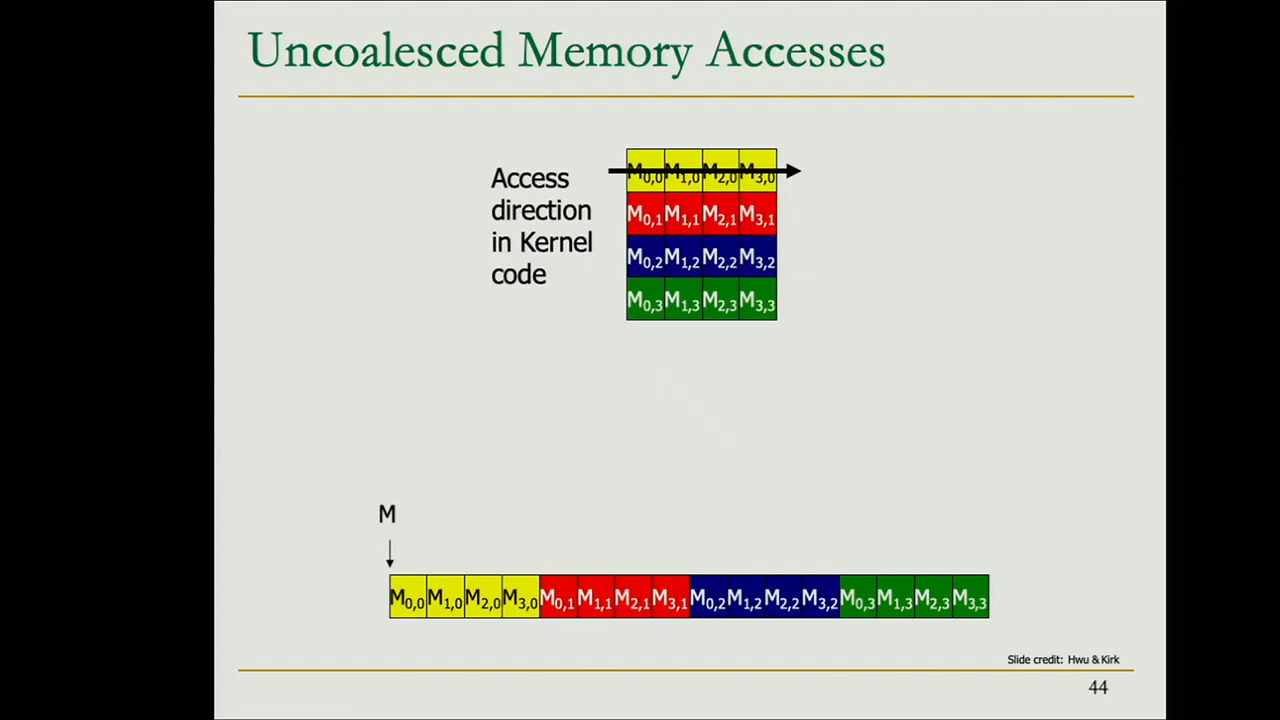 Uncoalesced Memory Accesses
Access
direction
in Kernel
code
M0,0 M1,0 M2,0 M3,0
M0,1 M1,1 M2,1 M3,1
M0,2 M1,2 M2,2 M3,2
M0,3 M1,3 M2,3 M3,3
M
M0,0 M1,0 M2,0 M3,0 M0,1 M1,1 M2,1 M3,1 M0,2 M1,2 M2,2 M3,2 M0,3 M1,3 M2,3 M3,3
Slide credit: Hwu & Kirk
44